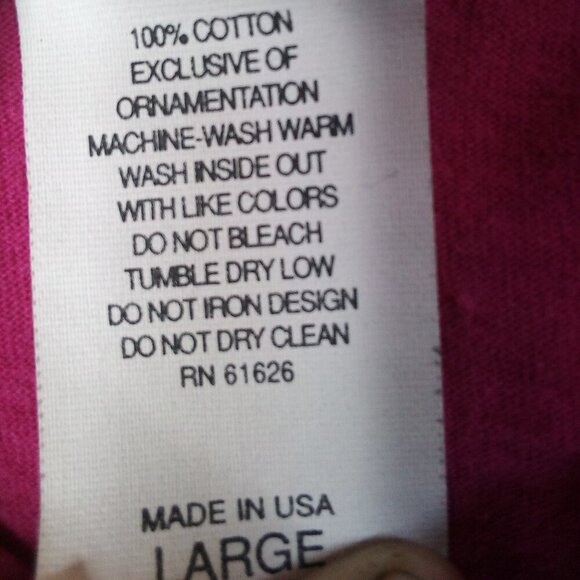 100% COTTON
EXCLUSIVE OF
ORNAMENTATION
MACHINE-WASH WARM
WASH INSIDE OUT
WITH LIKE COLORS
DO NOT BLEACH
TUMBLE DRY LOW
DO NOT IRON DESIGN
DO NOT DRY CLEAN
RN 61626
MADE IN USA
LARGE